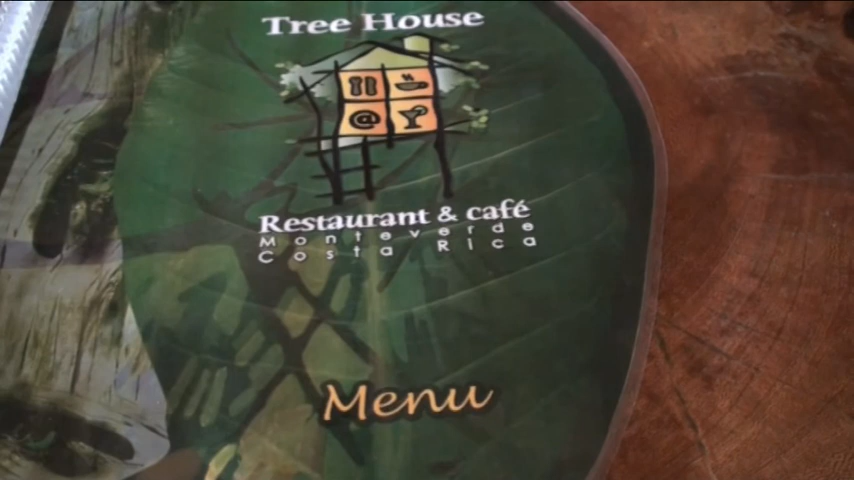 Tree House
@
Restaurant & café
Monteverde
Costa Rica
Menu